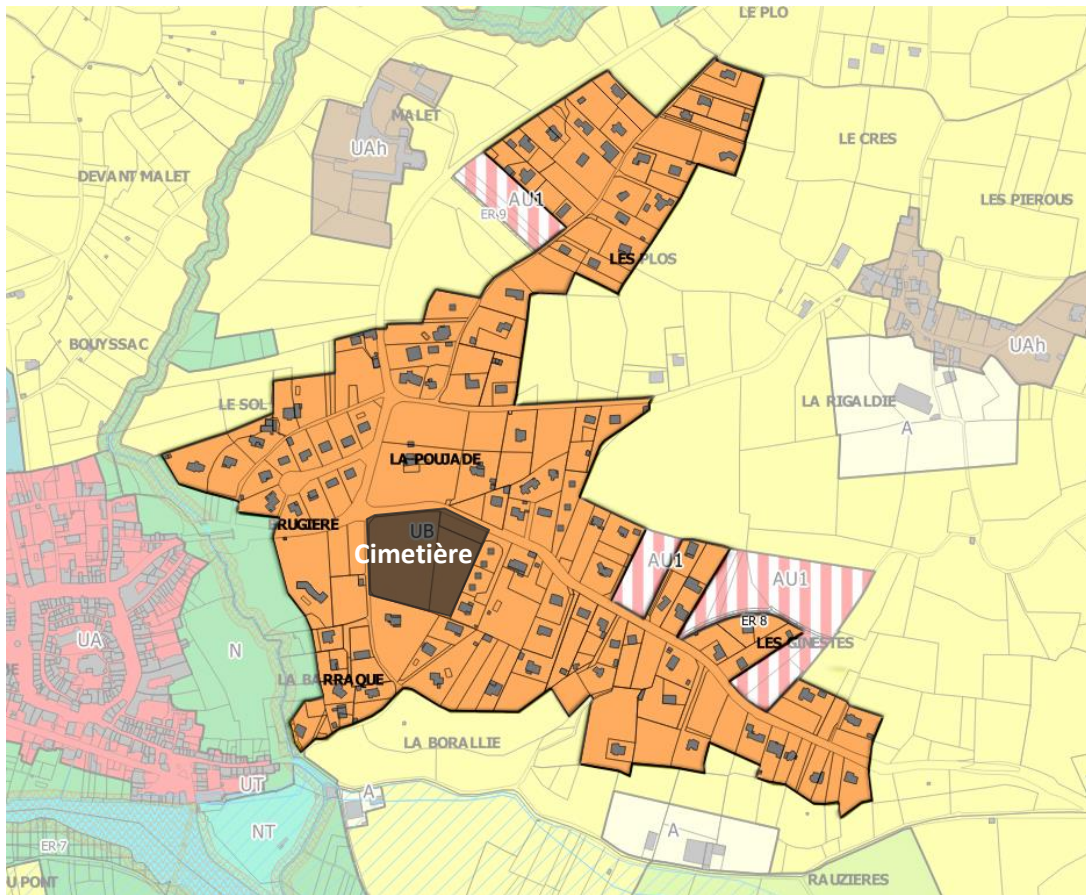 LE PLO
MALET
UAh
LE CRES
DEVANT MALET
LES PIEROUS
AU1
ER 9
LES PLOS
BOUYSSAC
UAh
LE SOL
LA RIGALDIE
A
LA POUJADE
BRUGIERE
UB
Cimetière
AU1
AU1
ER 8
LES GINESTES
UA
N
LA BARRAQUE
LA BORALLIE
UT
A
NT
A
ER 7
U PONT
RAUZIERES